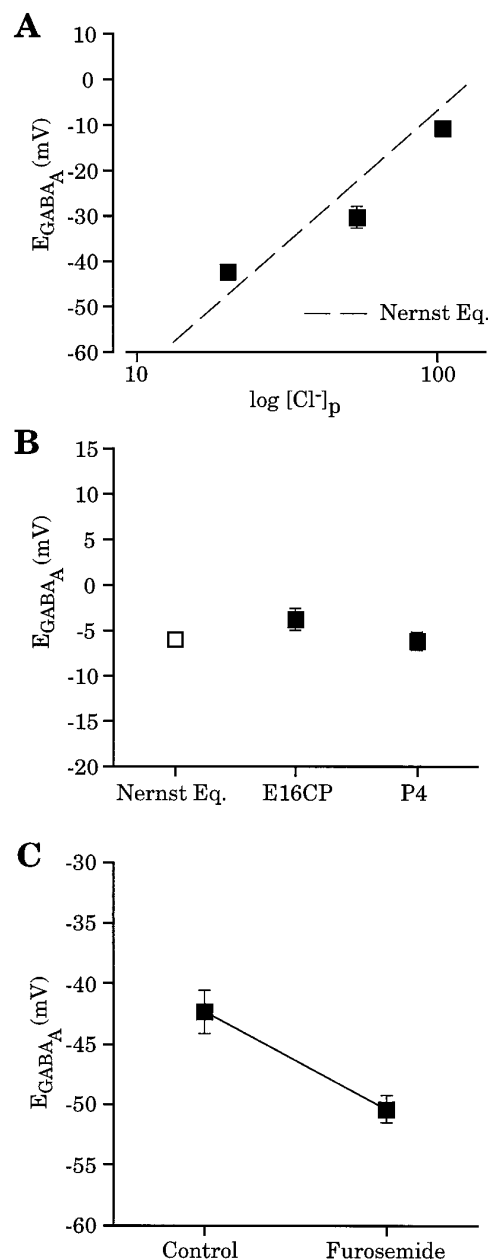 A
10
0
-10
-20
-30
-40
-50
-60
EGABAA (mV)
Nernst Eq.
10
100
log [Cl-]p
B
15
10
5
0
-5
-10
-15
-20
EGABAA (mV)
Nernst Eq.
E16CP
P4
C
-30
-35
-40
-45
-50
-55
-60
EGABAA (mV)
Control
Furosemide